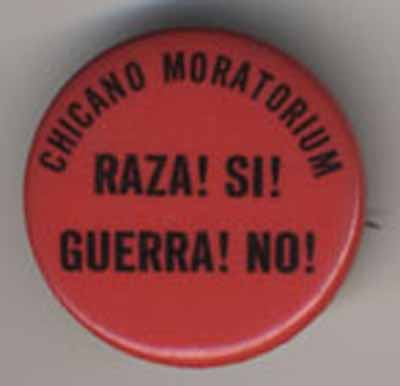 CHICANO MORATORIUM
RAZA! SI!
GUERRA! NO!